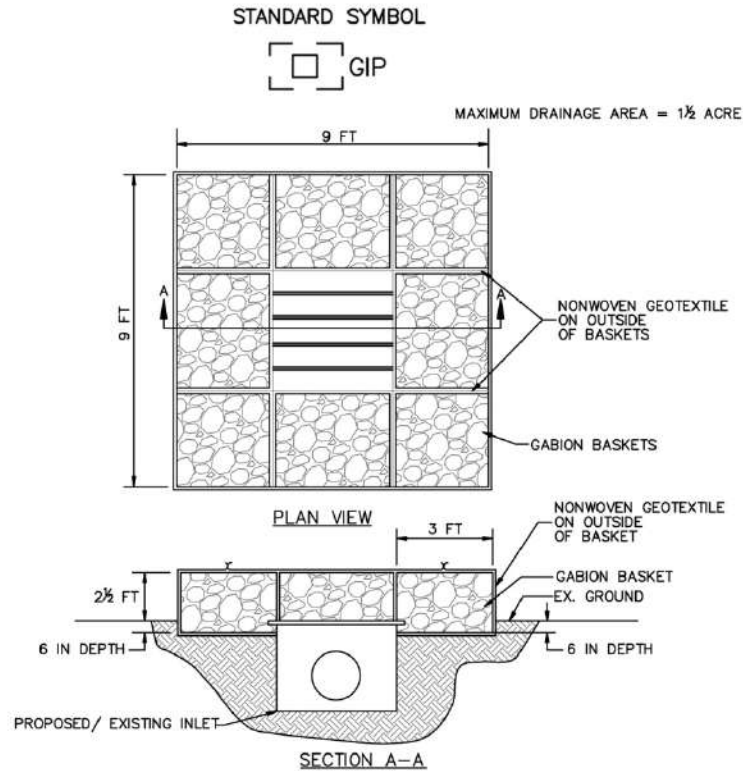 STANDARD SYMBOL
GIP
MAXIMUM DRAINAGE AREA = 1½ ACRE
9 FT
9 FT
A
A
NONWOVEN GEOTEXTILE
ON OUTSIDE
OF BASKETS
GABION BASKETS
PLAN VIEW
3 FT
NONWOVEN GEOTEXTILE
ON OUTSIDE
OF BASKET
GABION BASKET
2½ FT
EX. GROUND
6 IN DEPTH
6 IN DEPTH
PROPOSED/ EXISTING INLET
SECTION A-A